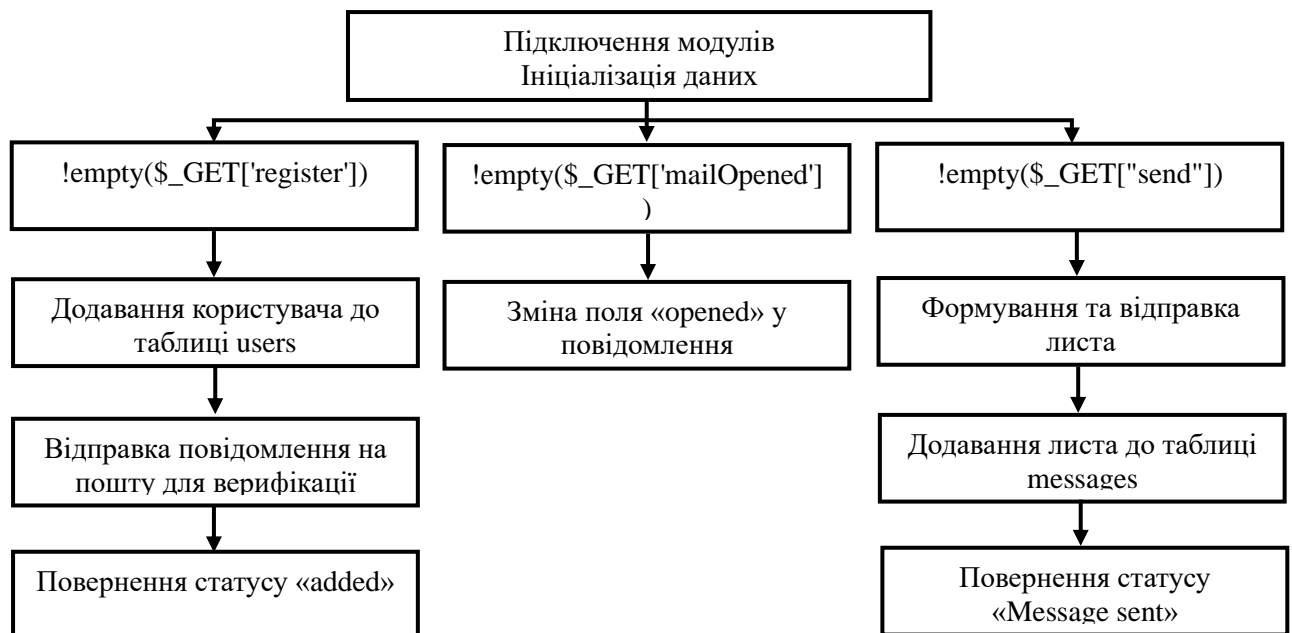 Підключення модулів
Ініціалізація даних
!empty($_GET['register'])
!empty($_GET['mailOpened']
)
!empty($_GET["send"])
Додавання користувача до
таблиці users
Зміна поля «opened» у
повідомлення
Формування та відправка
листа
Відправка повідомлення на
пошту для верифікації
Додавання листа до таблиці
messages
Повернення статусу «added»
Повернення статусу
«Message sent»